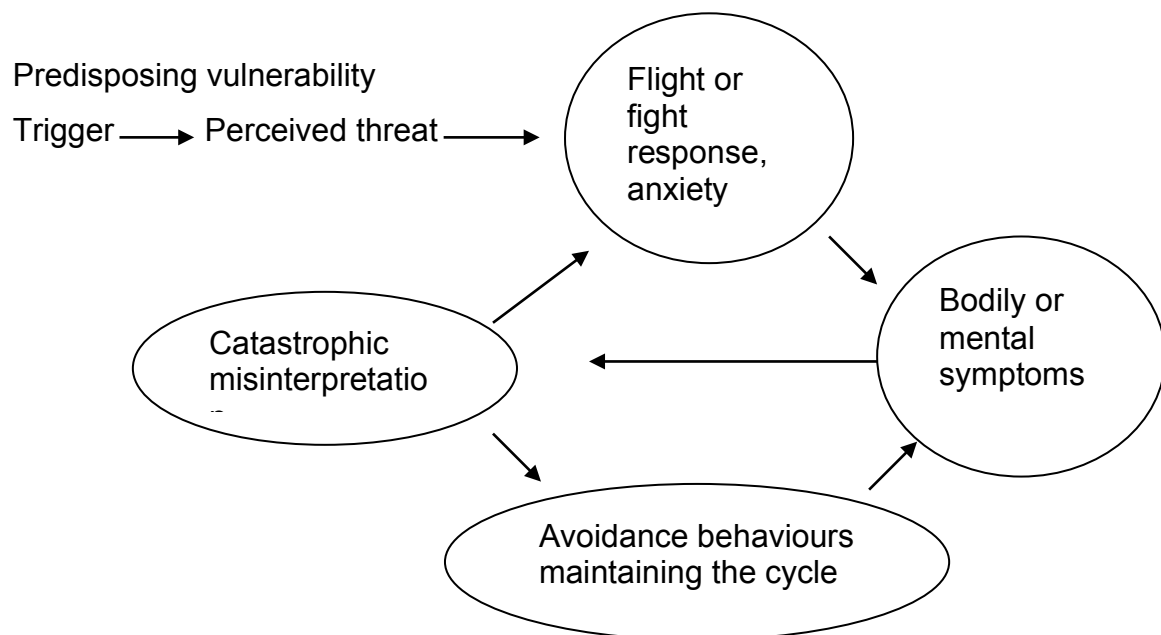 Predisposing vulnerability
Trigger
Perceived threat
Flight or
fight
response,
anxiety
Bodily or
mental
symptoms
Catastrophic
misinterpretatio
Avoidance behaviours
maintaining the cycle